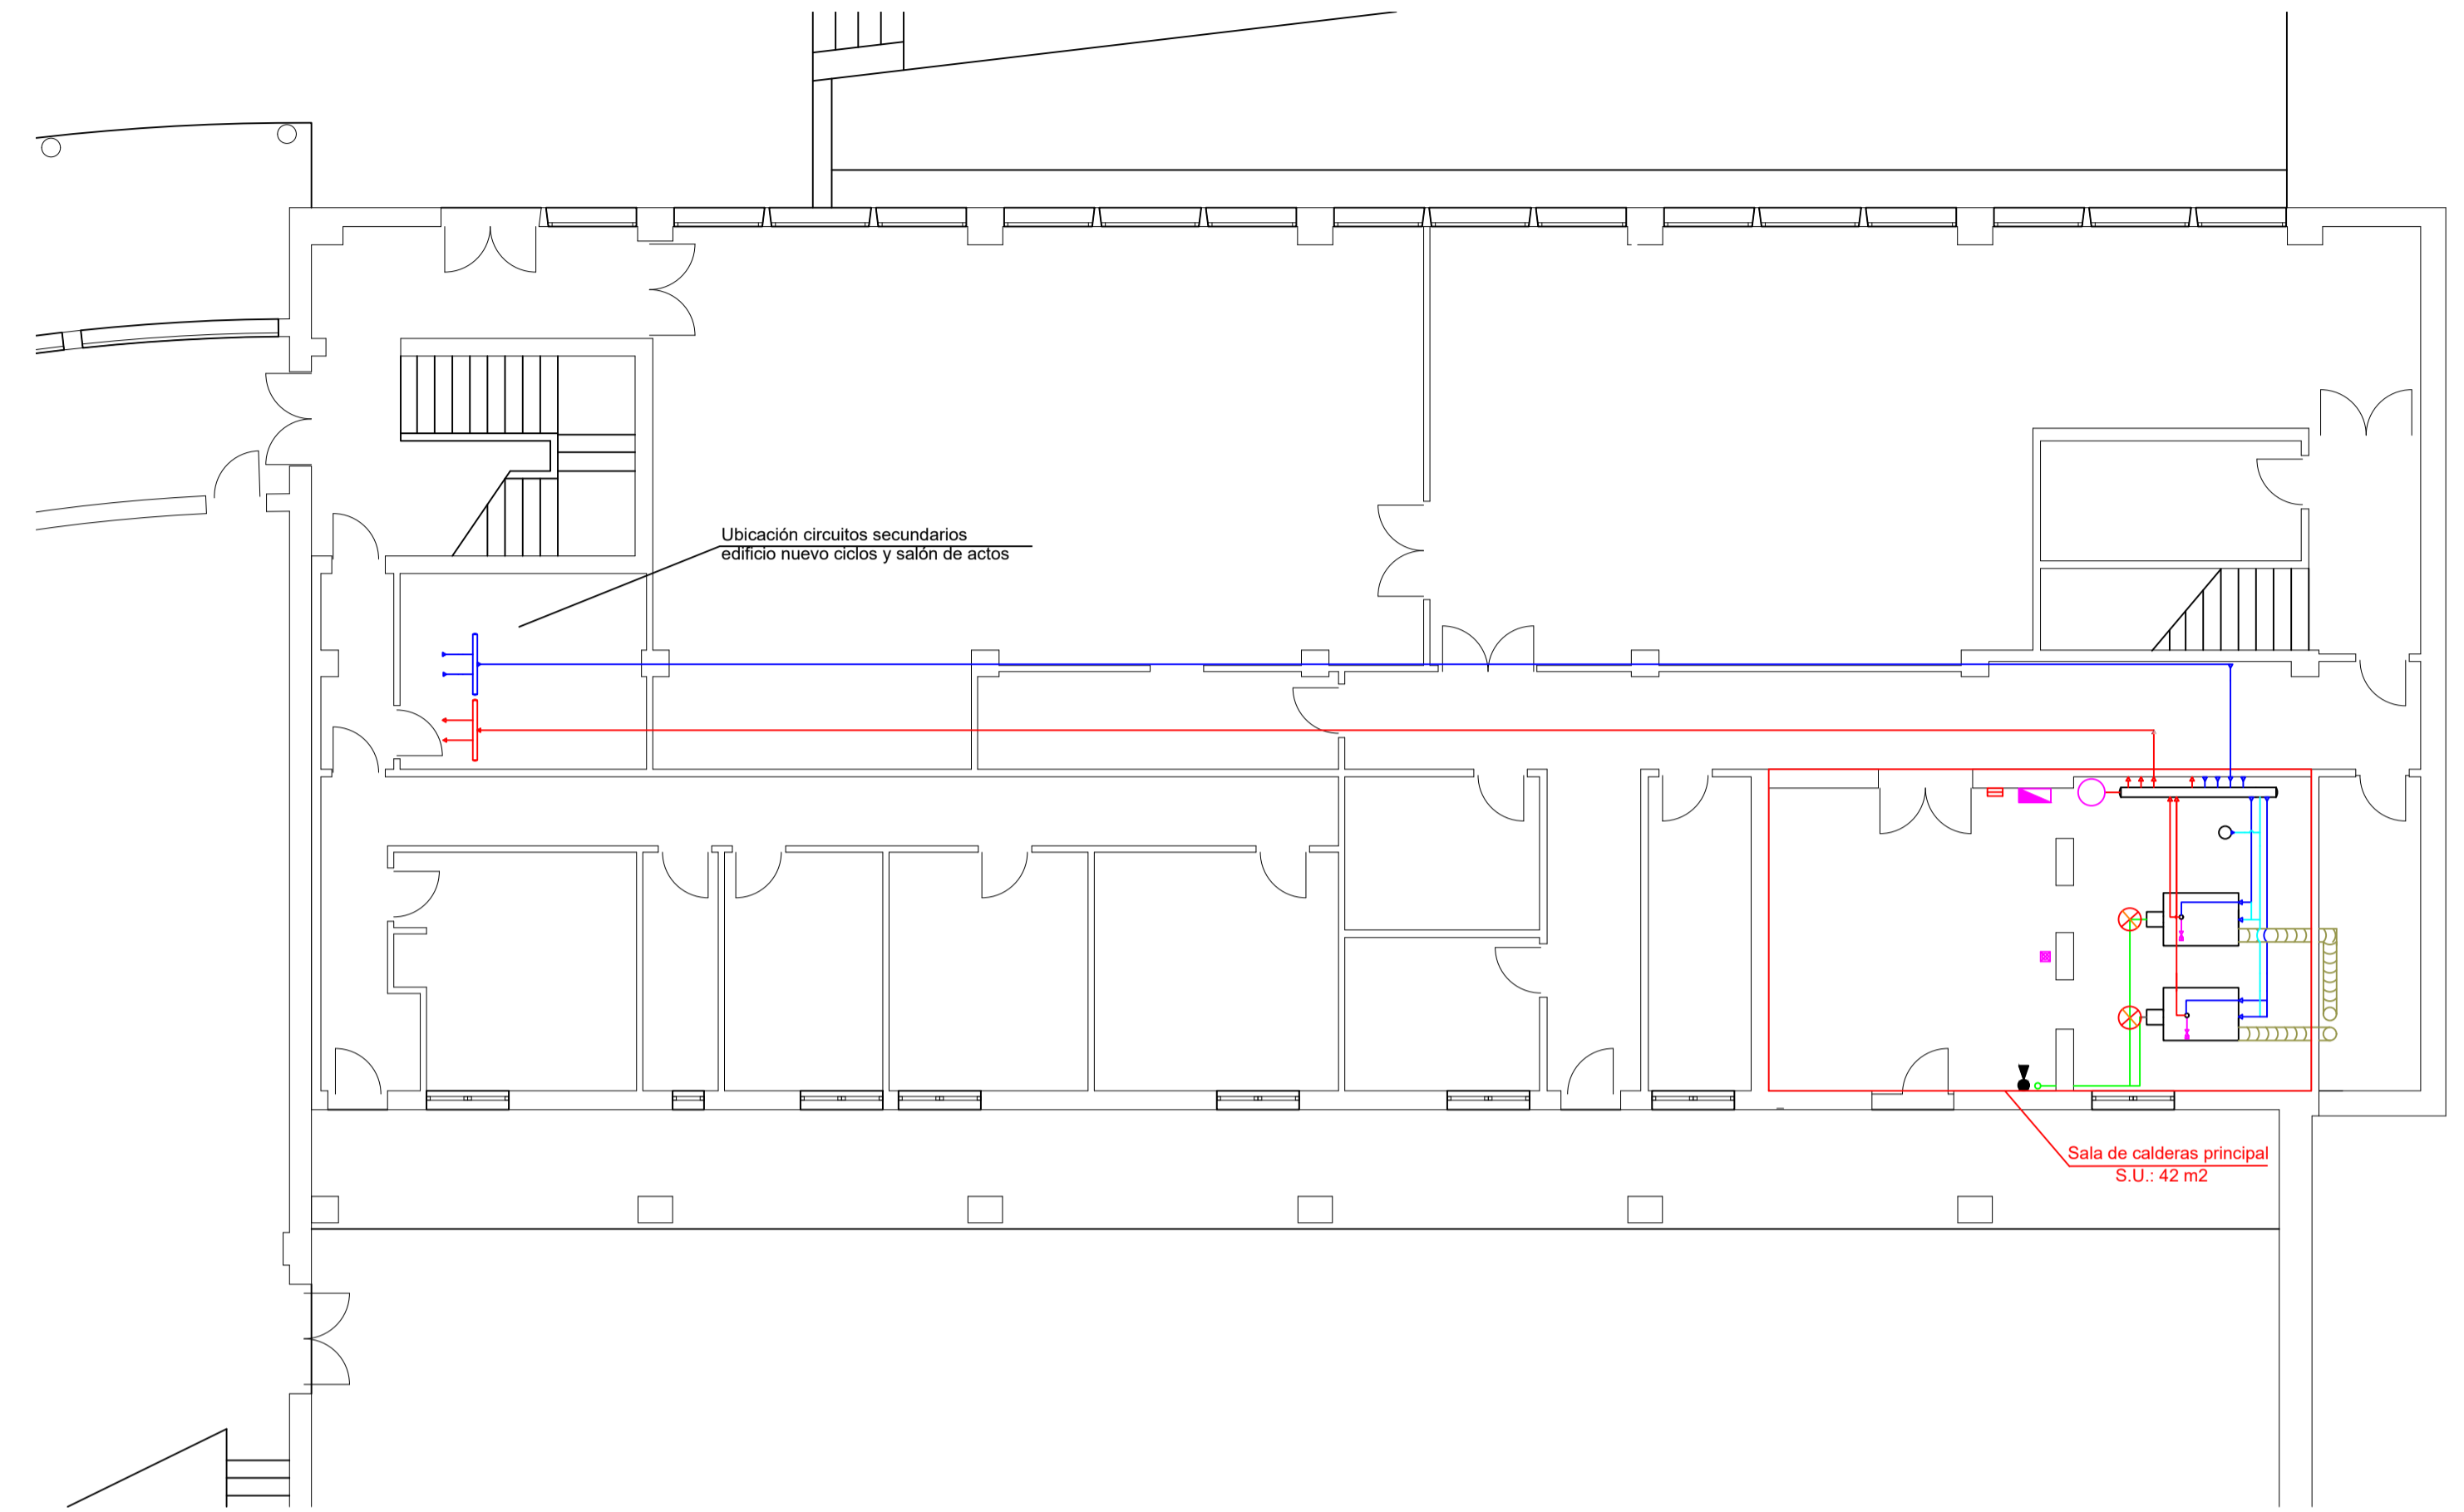 Ubicación circuitos secundarios
edificio nuevo ciclos y salón de actos
Sala de calderas principal
S.U.: 42 m2